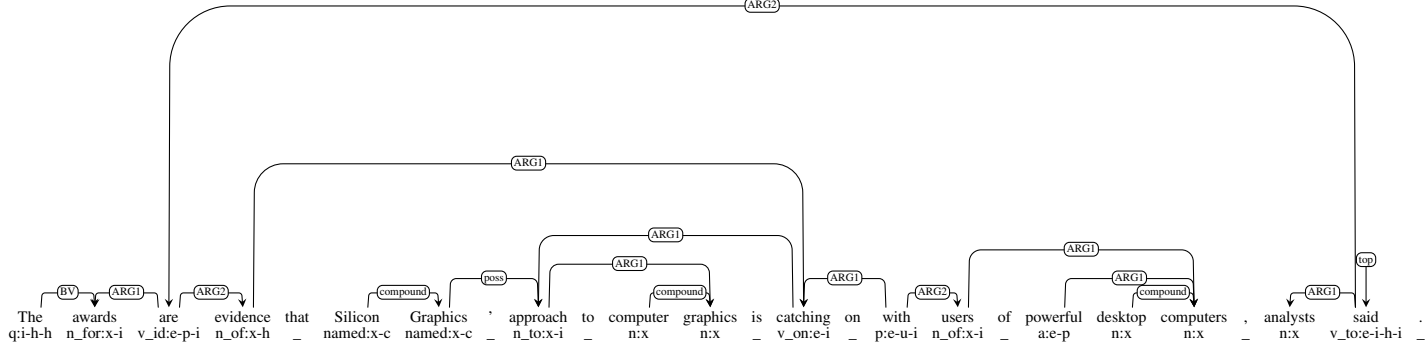 ARG2
ARG1
ARG1
ARG1
top
ARG1
poss
ARG1
ARG1
BV
ARG1
ARG2
compound
compound
ARG2
compound
ARG1
The awards are evidence that Silicon Graphics ' approach to computer graphics is catching on with users of powerful desktop computers , analysts said .
q:i-h-h n_for:x-i v_id:e-p-i n_of:x-h _ named:x-c named:x-c _ n_to:x-i _ n:x n:x _ v_on:e-i _ p:e-u-i n_of:x-i _ a:e-p n:x n:x _ n:x v_to:e-i-h-i _